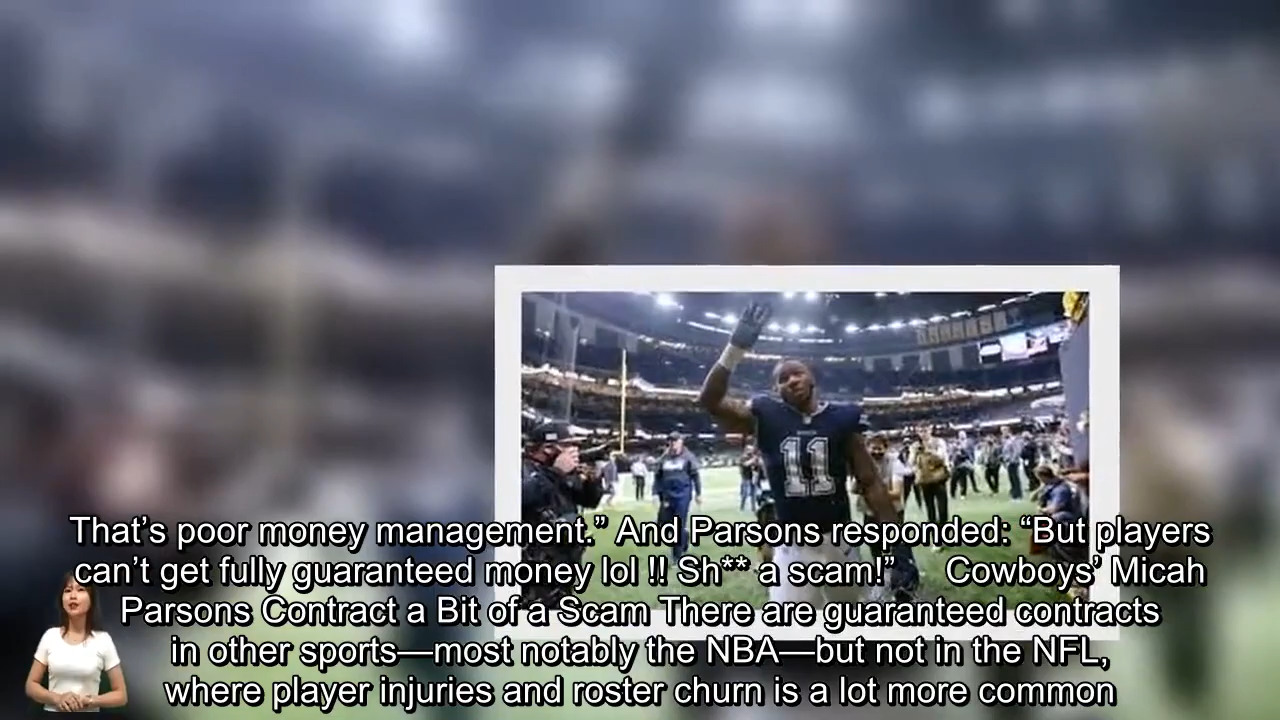 11
That’s poor money management.” And Parsons responded: “But players
can’t get fully guaranteed money lol !! Sh** a scam!” Cowboys’ Micah
Parsons Contract a Bit of a Scam There are guaranteed contracts
in other sports—most notably the NBA—but not in the NFL,
where player injuries and roster churn is a lot more common